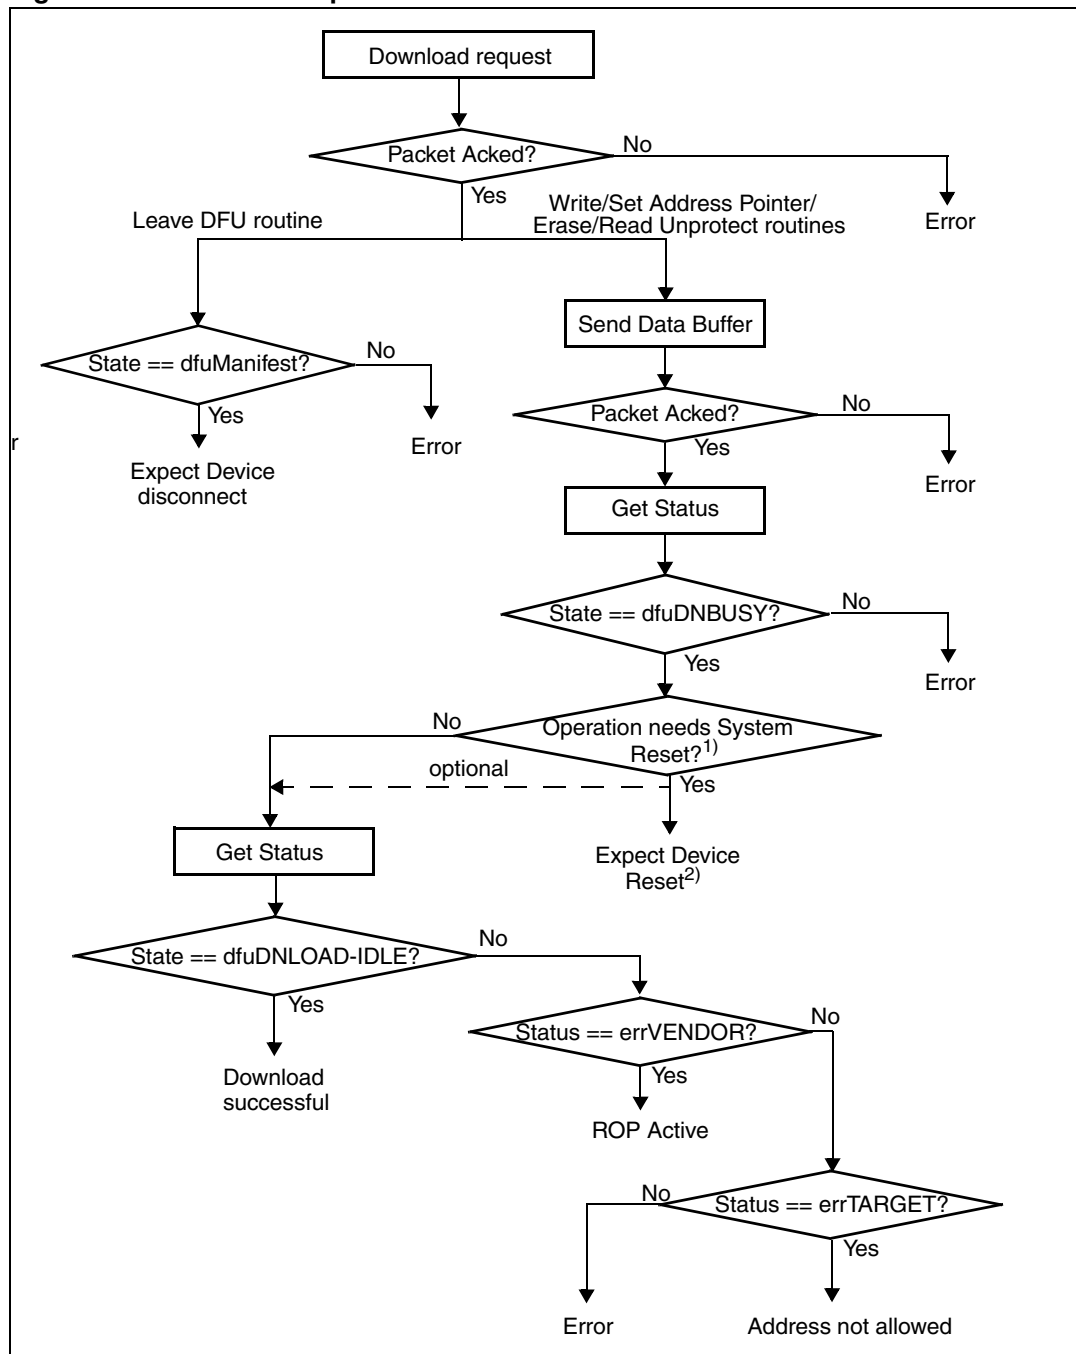 Download request
Packet Acked?
No
Yes
Error
Leave DFU routine
Write/Set Address Pointer/
Erase/Read Unprotect routines
State == dfuManifest?
No
Yes
Error
Expect Device
disconnect
r
Send Data Buffer
Packet Acked?
No
Yes
Error
Get Status
State == dfuDNBUSY?
No
Yes
Error
Operation needs System
Reset?1)
No
optional
Yes
Expect Device
Reset2)
Get Status
State == dfuDNLOAD-IDLE?
No
Yes
Download
successful
Status == errVENDOR?
No
Yes
ROP Active
Status == errTARGET?
No
Yes
Error
Address not allowed